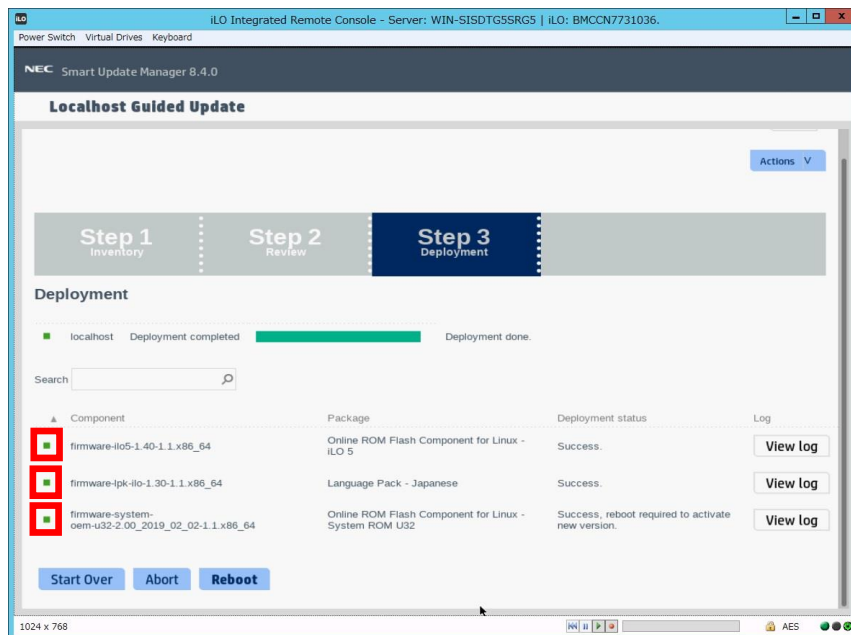 iLO iLO Integrated Remote Console - Server: WIN-SISDTG5SRG5 | iLO: BMCCN7731036.
Power Switch Virtual Drives Keyboard
NEC Smart Update Manager 8.4.0
Localhost Guided Update
Actions
Step 1 Step 2 Step 3
Inventory Review Deployment
Deployment
localhost Deployment completed Deployment done.
Search
Component Package Deployment status Log
firmware-ilo5-1.40-1.1.x86_64 Online ROM Flash Component for Linux - Success. View log
iLO 5
firmware-lpk-ilo-1.30-1.1.x86_64 Language Pack - Japanese Success. View log
firmware-system- Online ROM Flash Component for Linux - Success, reboot required to activate View log
oem-u32-2.00_2019_02_02-1.1.x86_64 System ROM U32 new version.
Start Over Abort Reboot
1024 x 768 AES